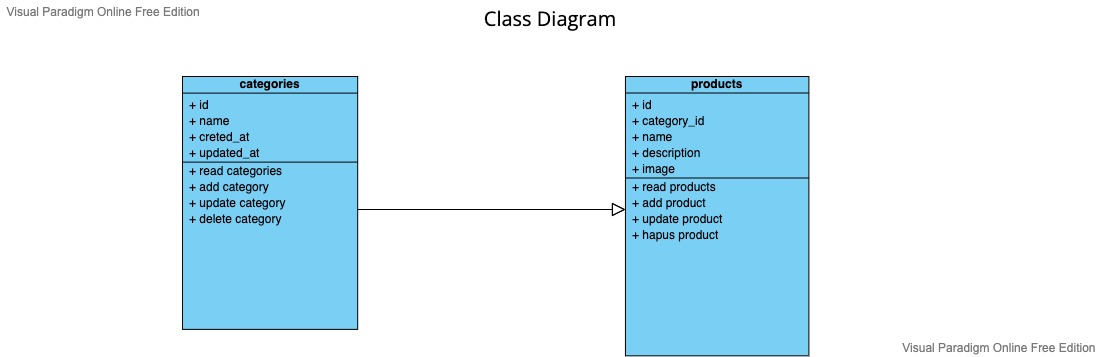 Visual Paradigm Online Free Edition
Class Diagram
categories
+ id
+ name
+ creted_at
+ updated_at
+ read categories
+ add category
+ update category
+ delete category
products
+ id
+ category_id
+ name
+ description
+ image
+ read products
+ add product
+ update product
+ hapus product
Visual Paradigm Online Free Edition